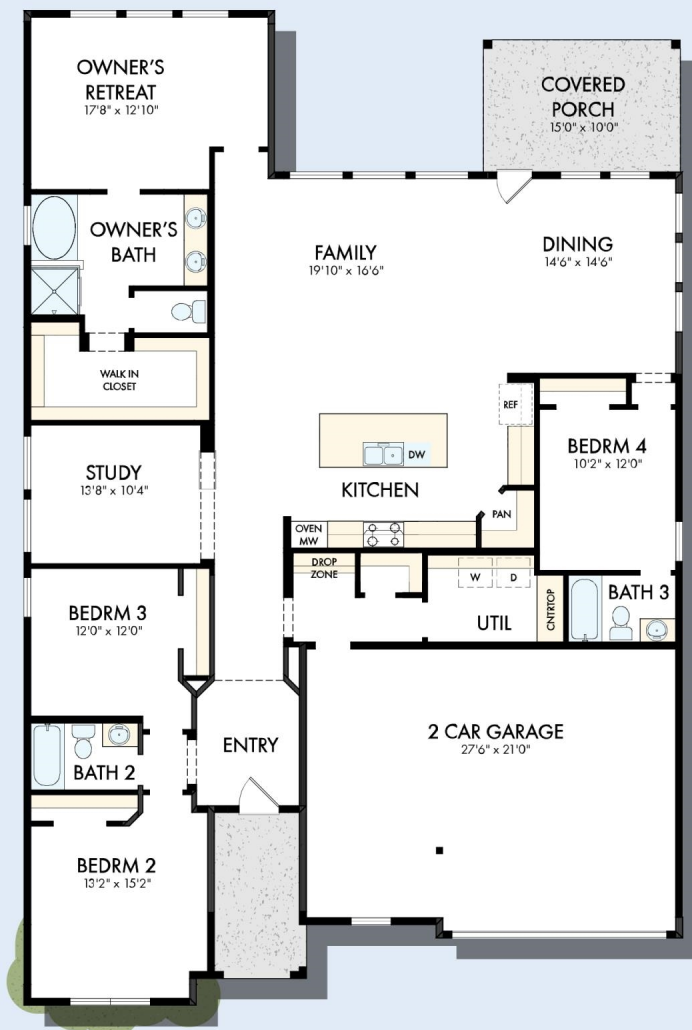 OWNER'S
RETREAT
17'8" x 12'10"
COVERED
PORCH
15'0" x 10'0"
OWNER'S
BATH
FAMILY
19'10" x 16'6"
DINING
14'6" x 14'6"
WALK IN
CLOSET
REF
BEDRM 4
10'2" x 12'0"
STUDY
13'8" x 10'4"
DW
KITCHEN
PAN
OVEN
MW
DROP
ZONE
W
D
UTIL
CNTRTOP
BATH 3
BEDRM 3
12'0" x 12'0"
ENTRY
2 CAR GARAGE
27'6" x 21'0"
BATH 2
BEDRM 2
13'2" x 15'2"